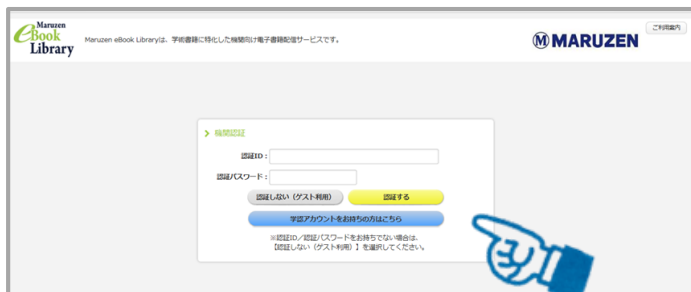 Maruzen
eBook
Library
Maruzen eBook Libraryは、学術書籍に特化した機関向け電子書籍配信サービスです。
MARUZEN
ご利用案内
機関認証
認証ID：
認証パスワード：
認証しない（ゲスト利用）
認証する
学認アカウントをお持ちの方はこちら
※認証ID／認証パスワードをお持ちでない場合は、
【認証しない（ゲスト利用）】を選択してください。